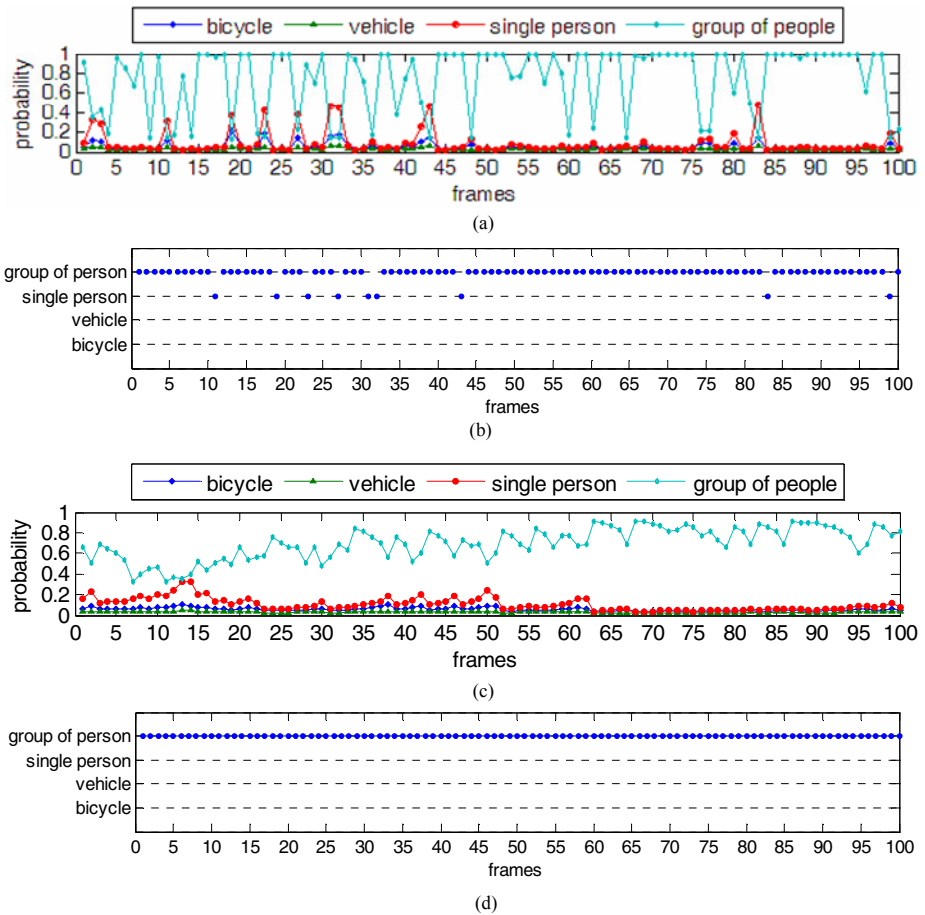 bicycle vehicle single person group of people
probability
1
0.8
0.6
0.4
0.2
0
0 5 10 15 20 25 30 35 40 45 50 55 60 65 70 75 80 85 90 95 100
frames
(a)
group of person
single person
vehicle
bicycle
0 5 10 15 20 25 30 35 40 45 50 55 60 65 70 75 80 85 90 95 100
frames
(b)
bicycle vehicle single person group of people
probability
1
0.8
0.6
0.4
0.2
0
0 5 10 15 20 25 30 35 40 45 50 55 60 65 70 75 80 85 90 95 100
frames
(c)
group of person
single person
vehicle
bicycle
0 5 10 15 20 25 30 35 40 45 50 55 60 65 70 75 80 85 90 95 100
frames
(d)